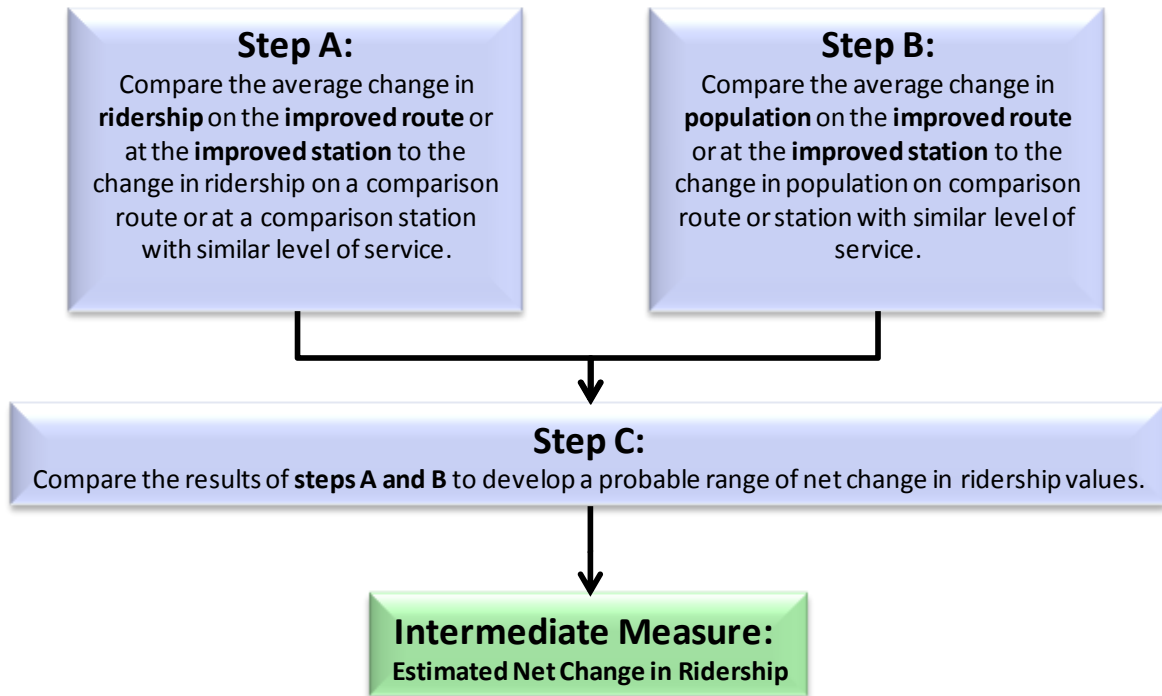 Step A:
Compare the average change in
ridership on the improved route or
at the improved station to the
change in ridership on a comparison
route or at a comparison station
with similar level of service.
Step B:
Compare the average change in
population on the improved route
or at the improved station to the
change in population on comparison
route or station with similar level of
service.
Step C:
Compare the results of steps A and B to develop a probable range of net change in ridership values.
Intermediate Measure:
Estimated Net Change in Ridership